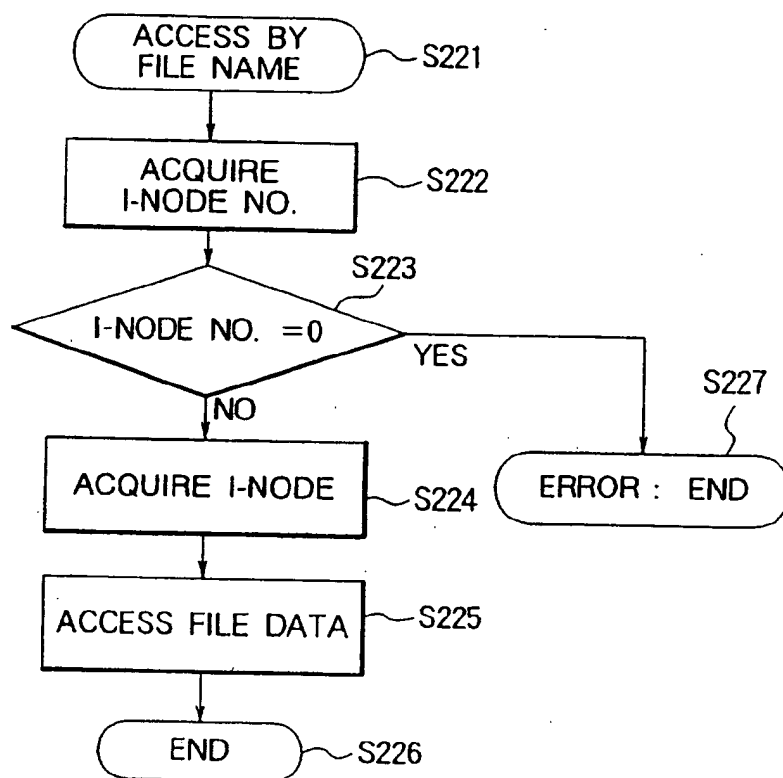 ACCESS BY
FILE NAME
S221
ACQUIRE
I-NODE NO.
S222
S223
I-NODE NO. =0
YES
NO
S227
ACQUIRE I-NODE
S224
ERROR : END
ACCESS FILE DATA
S225
END
S226